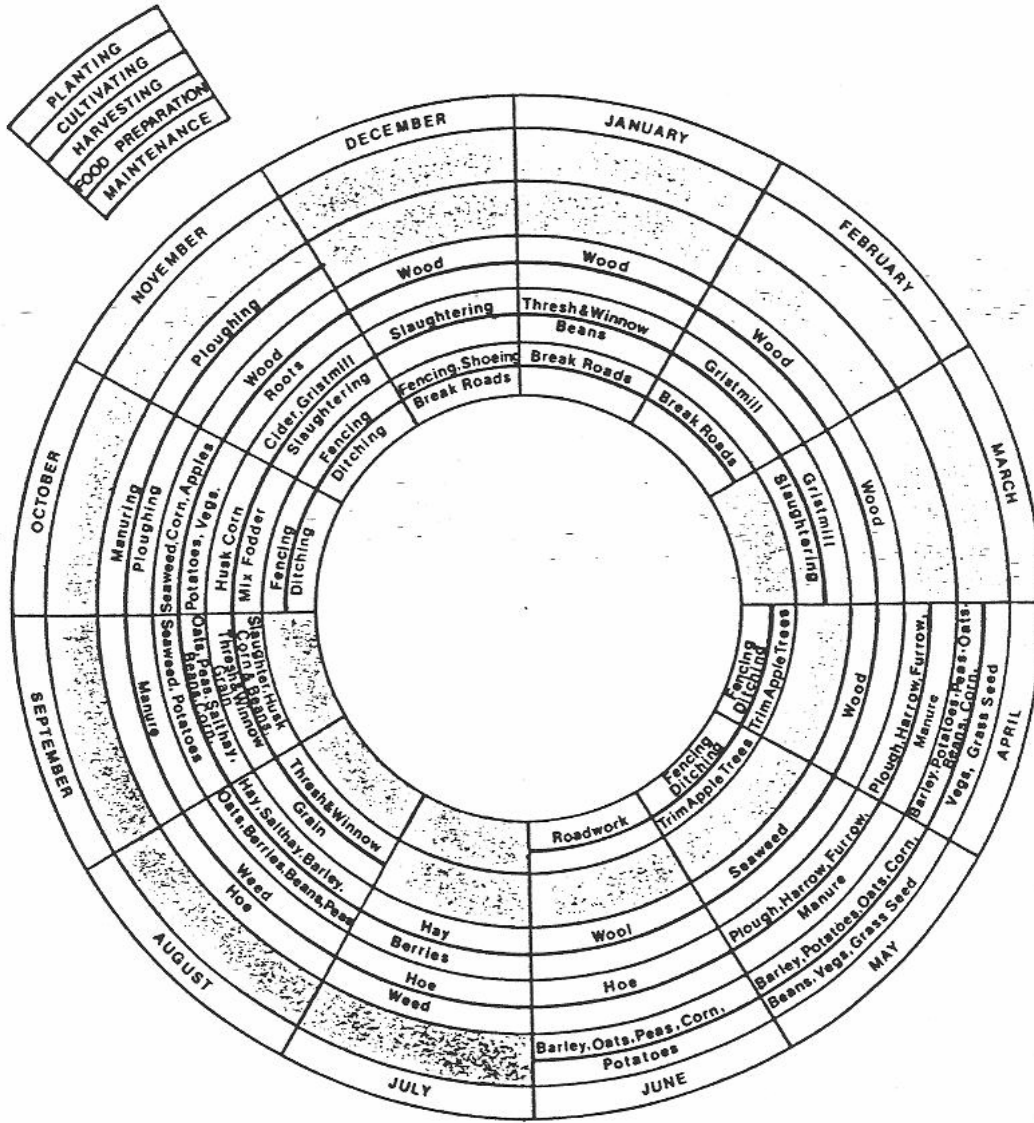 PLANTING
CULTIVATING
HARVESTING
FOOD PREPARATION
MAINTENANCE
JANUARY
Wood
Thresh & Winnow
Beans
Break Roads
FEBRUARY
Wood
Gristmill
Break Roads
MARCH
Wood
Gristmill
Slaughtering
APRIL
Barley, Potatoes, Peas, Oats,
Beans, Corn,
Vegs, Grass Seed
Plough, Harrow, Furrow,
Manure
Wood
Trim Apple Trees
Fencing
Ditching
MAY
Barley, Potatoes, Oats, Corn,
Beans, Vegs, Grass Seed
Plough, Harrow, Furrow,
Manure
Seaweed
Trim Apple Trees
Fencing
Ditching
JUNE
Barley, Oats, Peas, Corn,
Potatoes
Hoe
Wool
Roadwork
JULY
Hoe
Weed
Hay
Berries
AUGUST
Weed
Hoe
Hay, Salthay, Barley,
Oats, Berries, Beans, Peas
Thresh & Winnow
Grain
SEPTEMBER
Manure
Seaweed, Potatoes
Oats, Peas, Salthay,
Beans, Corn
Slaughter, Husk
Corn & Beans,
Thresh & Winnow
Grain
OCTOBER
Manuring
Ploughing
Seaweed, Corn, Apples
Potatoes, Vegs.
Husk Corn
Mix Fodder
Fencing
Ditching
NOVEMBER
Ploughing
Wood
Roots
Cider, Gristmill
Slaughtering
Fencing
Ditching
DECEMBER
Wood
Slaughtering
Fencing, Shoeing
Break Roads